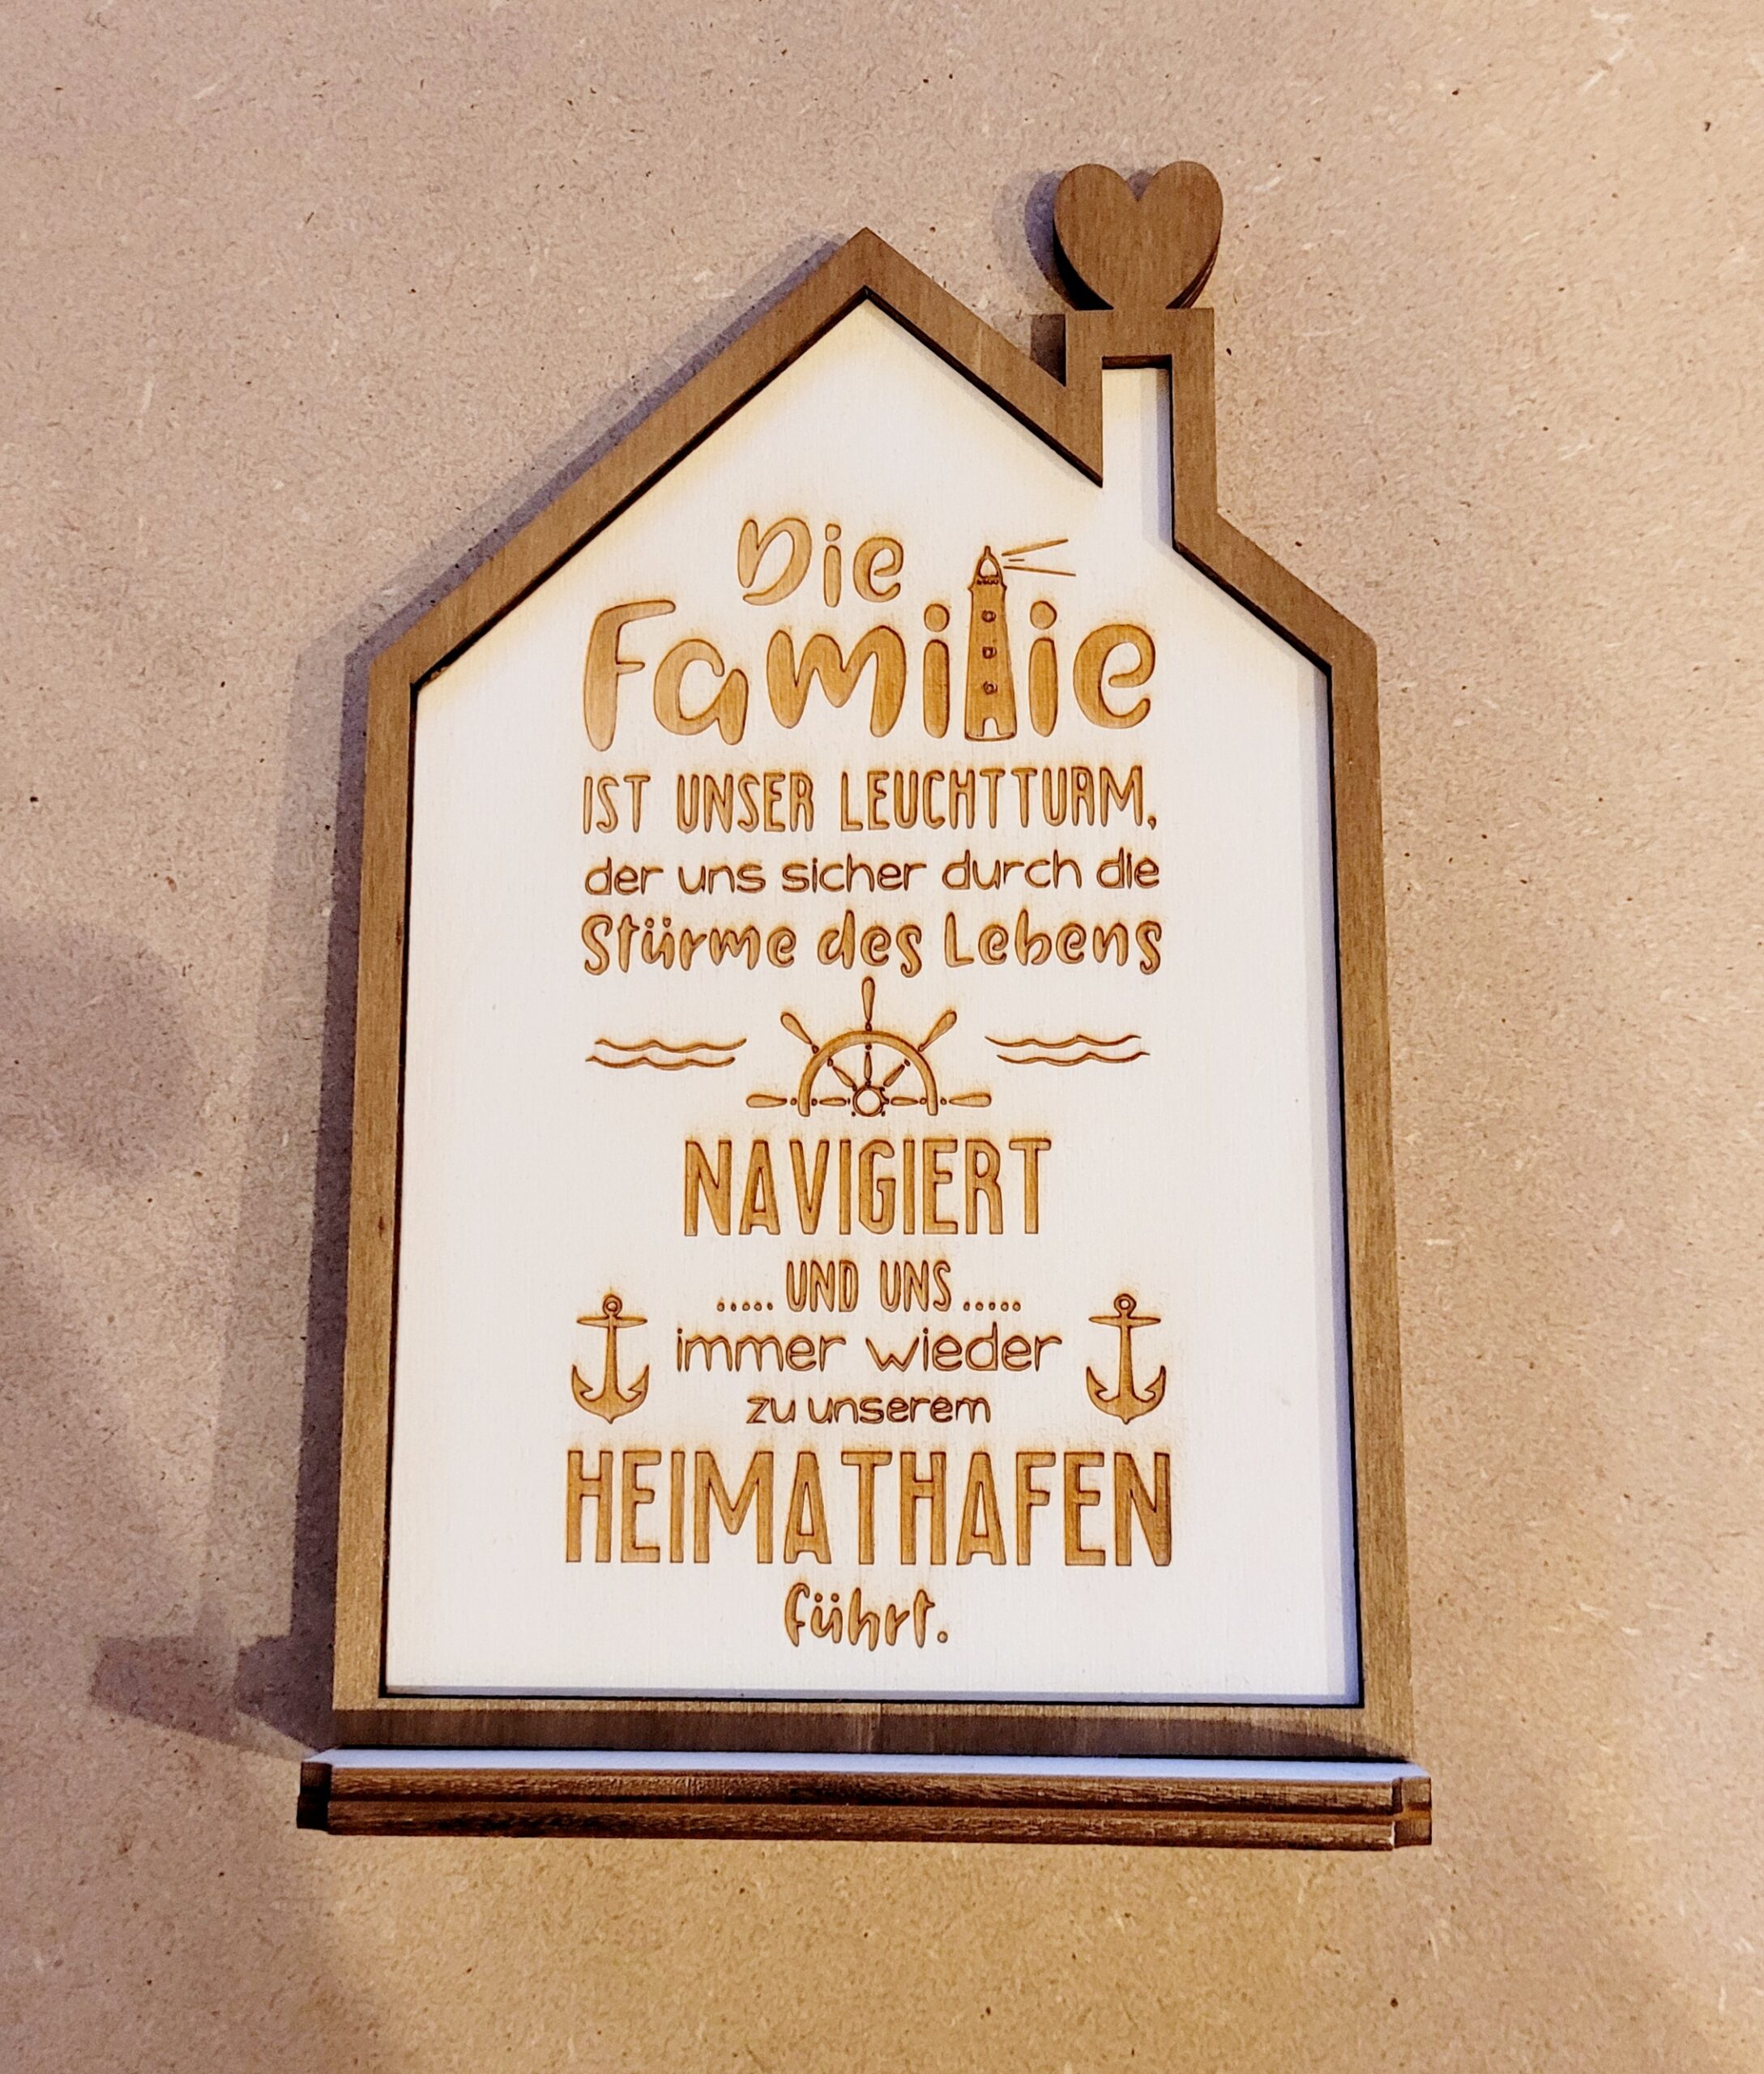 Die
Familie
IST UNSER LEUCHTTURM,
der uns sicher durch die
Stürme des Lebens
NAVIGIERT
..... UND UNS .....
immer wieder
zu unserem
HEIMATHAFEN
führt.